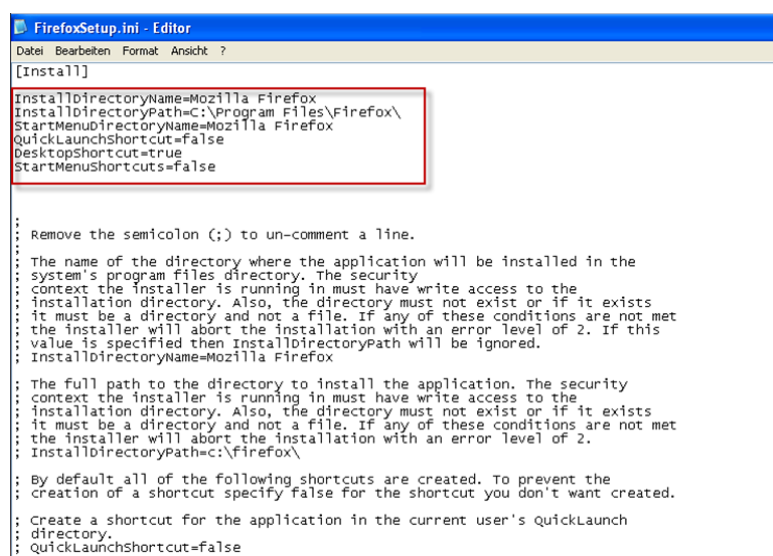 FirefoxSetup.ini - Editor
Datei Bearbeiten Format Ansicht ?
[Install]
InstallDirectoryName=Mozilla Firefox
InstallDirectoryPath=C:\Program Files\Firefox\
StartMenuDirectoryName=Mozilla Firefox
QuickLaunchShortcut=false
DesktopShortcut=true
StartMenuShortcuts=false
;
; Remove the semicolon (;) to un-comment a line.
;
; The name of the directory where the application will be installed in the
; system's program files directory. The security
; context the installer is running in must have write access to the
; installation directory. Also, the directory must not exist or if it exists
; it must be a directory and not a file. If any of these conditions are not met
; the installer will abort the installation with an error level of 2. If this
; value is specified then InstallDirectoryPath will be ignored.
; InstallDirectoryName=Mozilla Firefox
; The full path to the directory to install the application. The security
; context the installer is running in must have write access to the
; installation directory. Also, the directory must not exist or if it exists
; it must be a directory and not a file. If any of these conditions are not met
; the installer will abort the installation with an error level of 2.
; InstallDirectoryPath=c:\firefox\
; By default all of the following shortcuts are created. To prevent the
; creation of a shortcut specify false for the shortcut you don't want created.
; Create a shortcut for the application in the current user's QuickLaunch
; directory.
; QuickLaunchShortcut=false